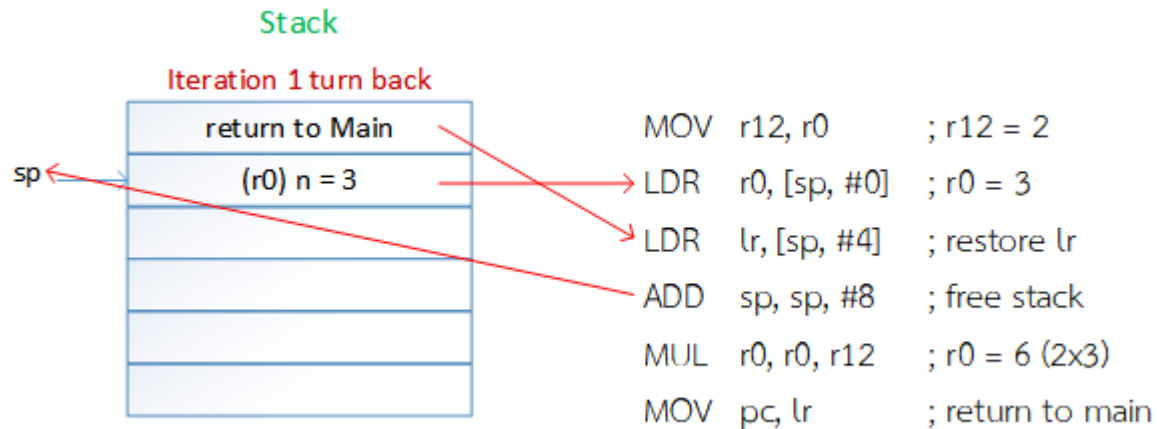 Stack
Iteration 1 turn back
return to Main
sp
(r0) n = 3
MOV r12, r0 ; r12 = 2
LDR r0, [sp, #0] ; r0 = 3
LDR lr, [sp, #4] ; restore lr
ADD sp, sp, #8 ; free stack
MUL r0, r0, r12 ; r0 = 6 (2x3)
MOV pc, lr ; return to main